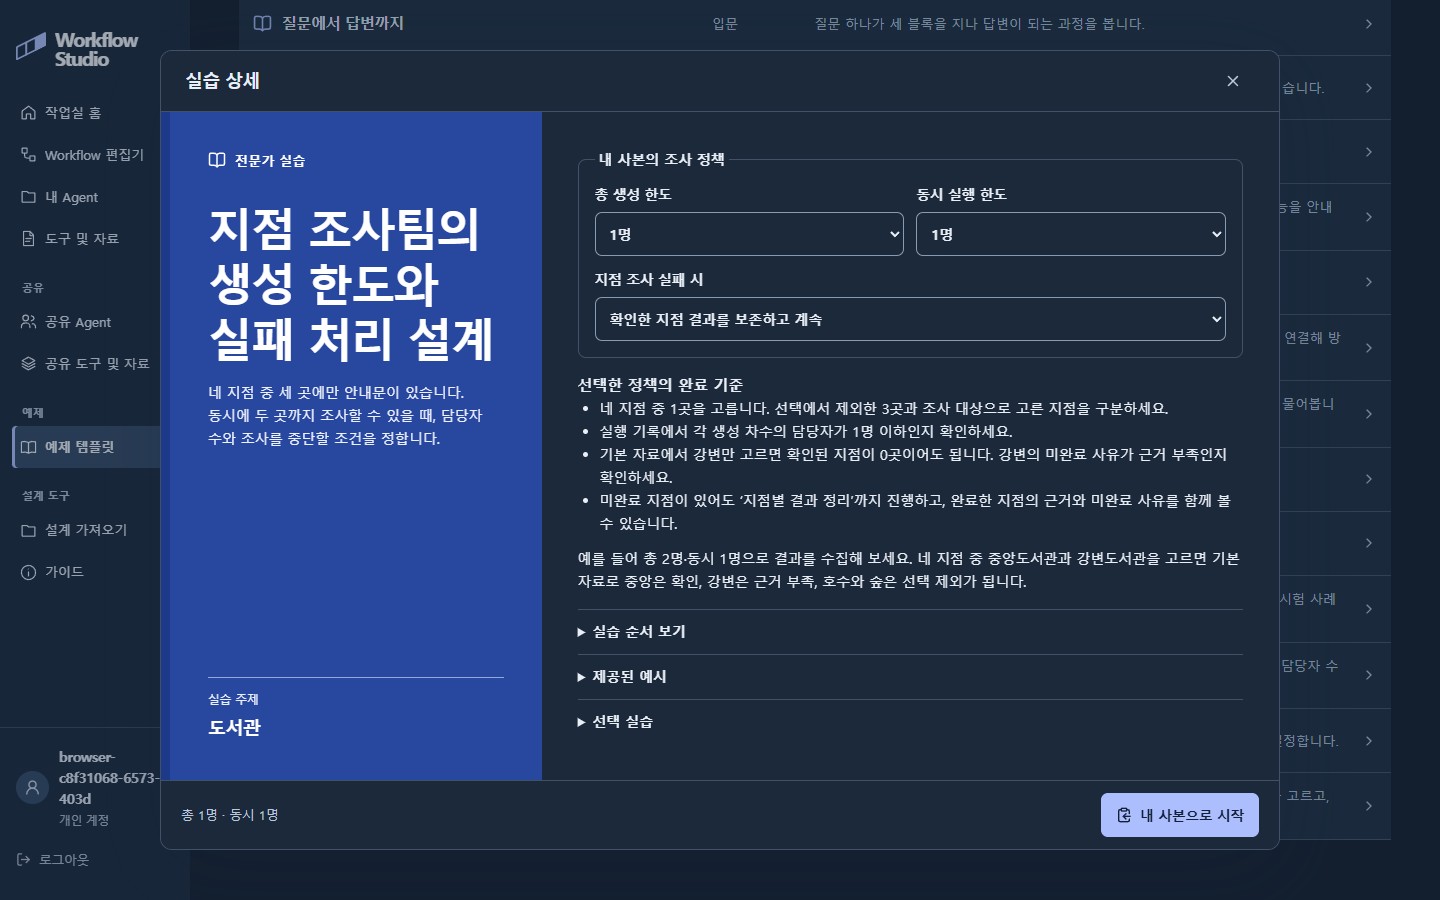 Workflow
Studio
작업실 홈
Workflow 편집기
내 Agent
도구 및 자료
공유
공유 Agent
공유 도구 및 자료
예제
예제 템플릿
설계 도구
설계 가져오기
가이드
browser-
c8f31068-6573-
403d
개인 계정
로그아웃
질문에서 답변까지
입문
질문 하나가 세 블록을 지나 답변이 되는 과정을 봅니다.
습니다.
을 안내
연결해 방
물어봅니
시험 사례
담당자 수
정합니다.
고르고,
실습 상세
전문가 실습
지점 조사팀의
생성 한도와
실패 처리 설계
네 지점 중 세 곳에만 안내문이 있습니다.
동시에 두 곳까지 조사할 수 있을 때, 담당자
수와 조사를 중단할 조건을 정합니다.
실습 주제
도서관
내 사본의 조사 정책
총 생성 한도
동시 실행 한도
1명
1명
지점 조사 실패 시
확인한 지점 결과를 보존하고 계속
선택한 정책의 완료 기준
• 네 지점 중 1곳을 고릅니다. 선택에서 제외한 3곳과 조사 대상으로 고른 지점을 구분하세요.
• 실행 기록에서 각 생성 차수의 담당자가 1명 이하인지 확인하세요.
• 기본 자료에서 강변만 고르면 확인된 지점이 0곳이어도 됩니다. 강변의 미완료 사유가 근거 부족인지
확인하세요.
• 미완료 지점이 있어도 ‘지점별 결과 정리’까지 진행하고, 완료한 지점의 근거와 미완료 사유를 함께 볼
수 있습니다.
예를 들어 총 2명·동시 1명으로 결과를 수집해 보세요. 네 지점 중 중앙도서관과 강변도서관을 고르면 기본
자료로 중앙은 확인, 강변은 근거 부족, 호수와 숲은 선택 제외가 됩니다.
▶ 실습 순서 보기
▶ 제공된 예시
▶ 선택 실습
총 1명 · 동시 1명
내 사본으로 시작